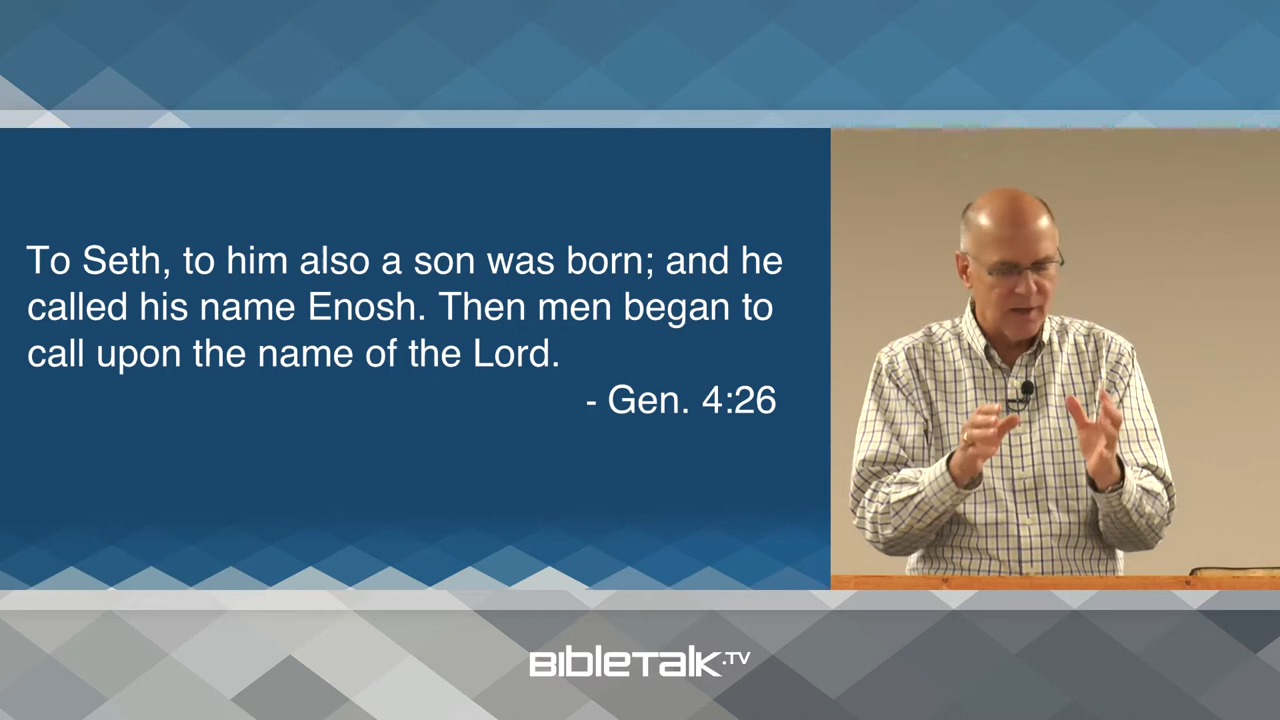 To Seth, to him also a son was born; and he
called his name Enosh. Then men began to
call upon the name of the Lord.
- Gen. 4:26
BIBLETALK.TV